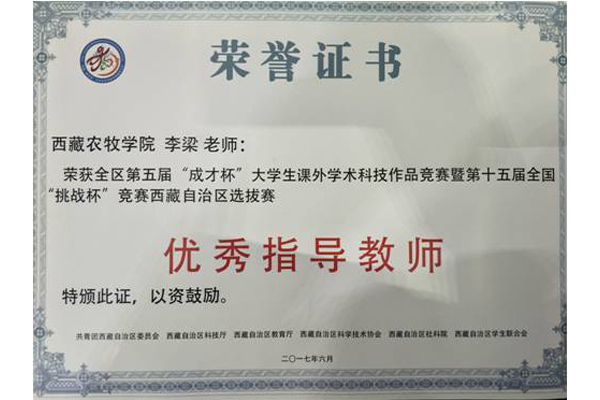 荣誉证书
西藏农牧学院 李梁 老师：
荣获全区第五届“成才杯”大学生课外学术科技作品竞赛暨第十五届全国
“挑战杯”竞赛西藏自治区选拔赛
优秀指导教师
特颁此证，以资鼓励。
共青团西藏自治区委员会 西藏自治区科技厅 西藏自治区教育厅 西藏自治区科学技术协会 西藏自治区社科院 西藏自治区学生联合会
二〇一七年六月